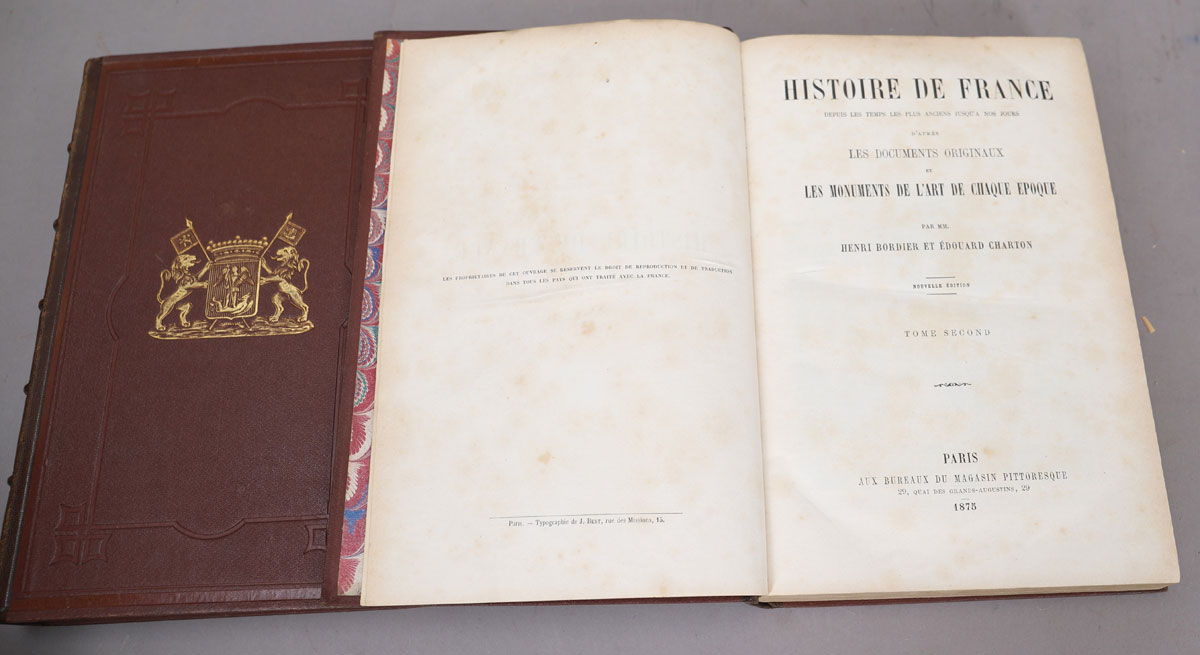 LES PROPRIÉTAIRES DE CET OUVRAGE SE RÉSERVENT LE DROIT DE REPRODUCTION ET DE TRADUCTION
DANS TOUS LES PAYS QUI ONT TRAITÉ AVEC LA FRANCE.
PARIS. — Typographie de J. BEST, rue des Missions, 15.
HISTOIRE DE FRANCE
DEPUIS LES TEMPS LES PLUS ANCIENS JUSQU'A NOS JOURS
D'APRÈS
LES DOCUMENTS ORIGINAUX
ET
LES MONUMENTS DE L'ART DE CHAQUE EPOQUE
PAR MM.
HENRI BORDIER ET ÉDOUARD CHARTON
NOUVELLE ÉDITION
TOME SECOND
PARIS
AUX BUREAUX DU MAGASIN PITTORESQUE
29, QUAI DES GRANDS-AUGUSTINS, 29
1875